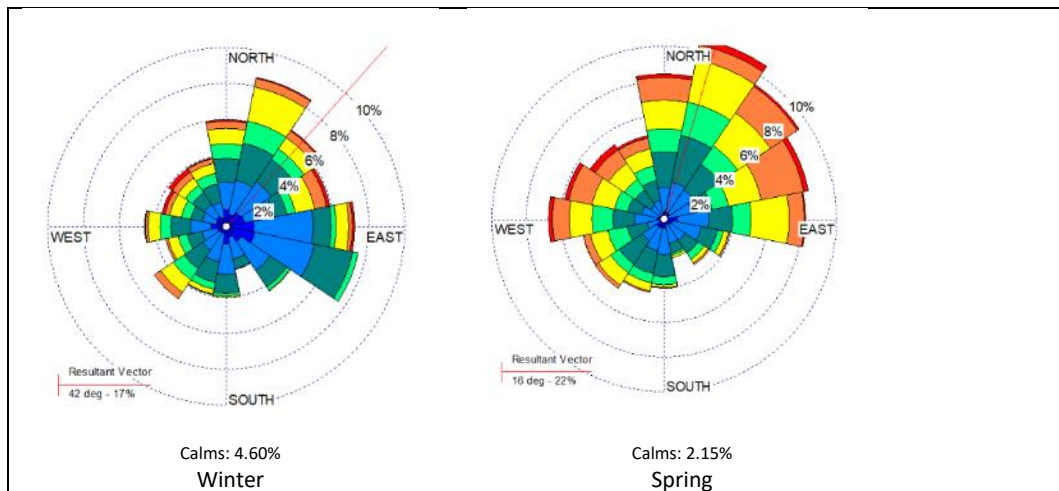 NORTH
10%
8%
6%
4%
2%
WEST
EAST
Resultant Vector
42 deg - 17%
SOUTH
Calms: 4.60%
Winter
NORTH
10%
8%
6%
4%
2%
WEST
EAST
Resultant Vector
16 deg - 22%
SOUTH
Calms: 2.15%
Spring